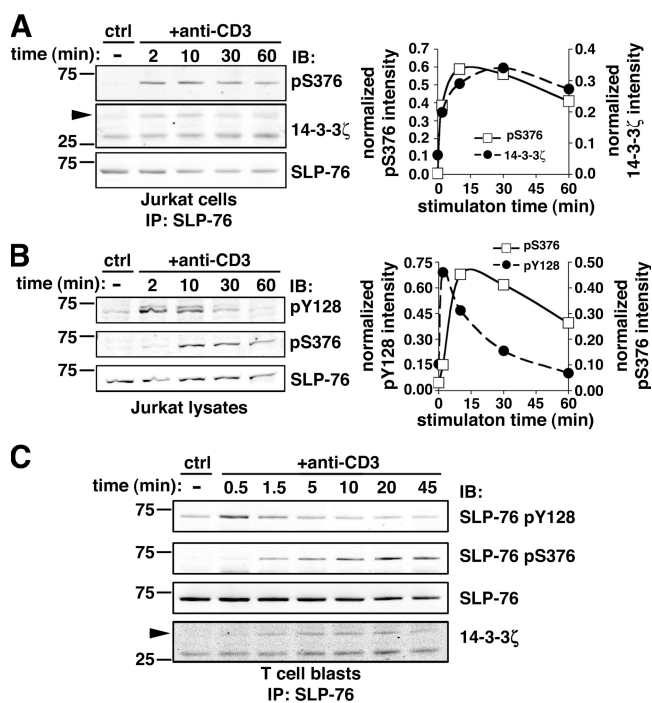 A
ctrl +anti-CD3
time (min): - 2 10 30 60 IB:
75
pS376
14-3-3ζ
25
75
SLP-76
Jurkat cells
IP: SLP-76
normalized
pS376 intensity
0.7
0.6
0.5
0.4
0.3
0.2
0.1
0.0
pS376
14-3-3ζ
0.4
0.3
0.2
0.1
0.0
normalized
14-3-3ζ intensity
0 15 30 45 60
stimulaton time (min)
B
ctrl +anti-CD3
time (min): - 2 10 30 60 IB:
75
pY128
75
pS376
75
SLP-76
Jurkat lysates
pS376
pY128
normalized
pY128 intensity
0.75
0.60
0.45
0.30
0.15
0.00
0.50
0.40
0.30
0.20
0.10
0.00
normalized
pS376 intensity
0 15 30 45 60
stimulaton time (min)
C
ctrl +anti-CD3
time (min): - 0.5 1.5 5 10 20 45 IB:
75
SLP-76 pY128
75
SLP-76 pS376
75
SLP-76
14-3-3ζ
25
T cell blasts
IP: SLP-76